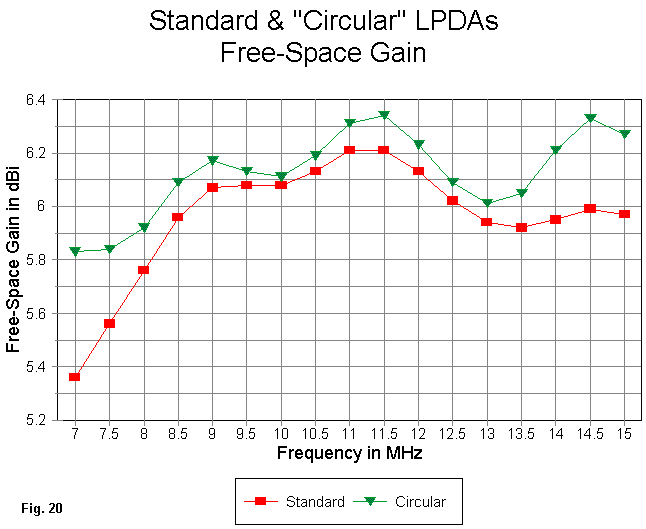 Standard & "Circular" LPDAs
Free-Space Gain
Free-Space Gain in dBi
6.4
6.2
6
5.8
5.6
5.4
5.2
7 7.5 8 8.5 9 9.5 10 10.5 11 11.5 12 12.5 13 13.5 14 14.5 15
Frequency in MHz
Standard Circular
Fig. 20